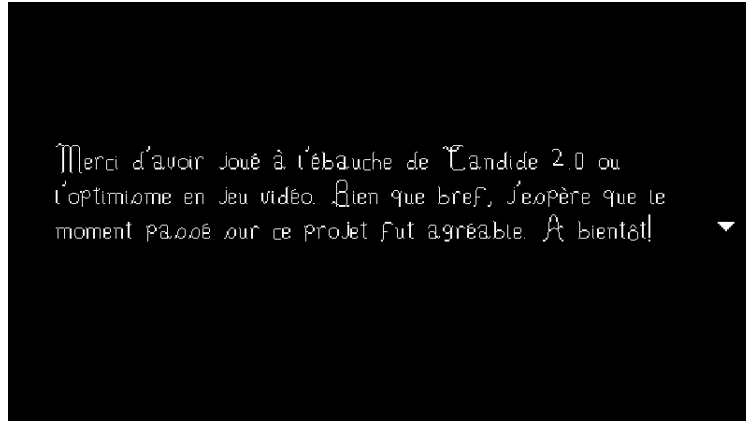 Merci d'avoir joué à l'ébauche de Candide 2.0 ou
l'optimisme en jeu vidéo. Bien que bref, j'espère que le
moment passé sur ce projet fut agréable. A bientôt!